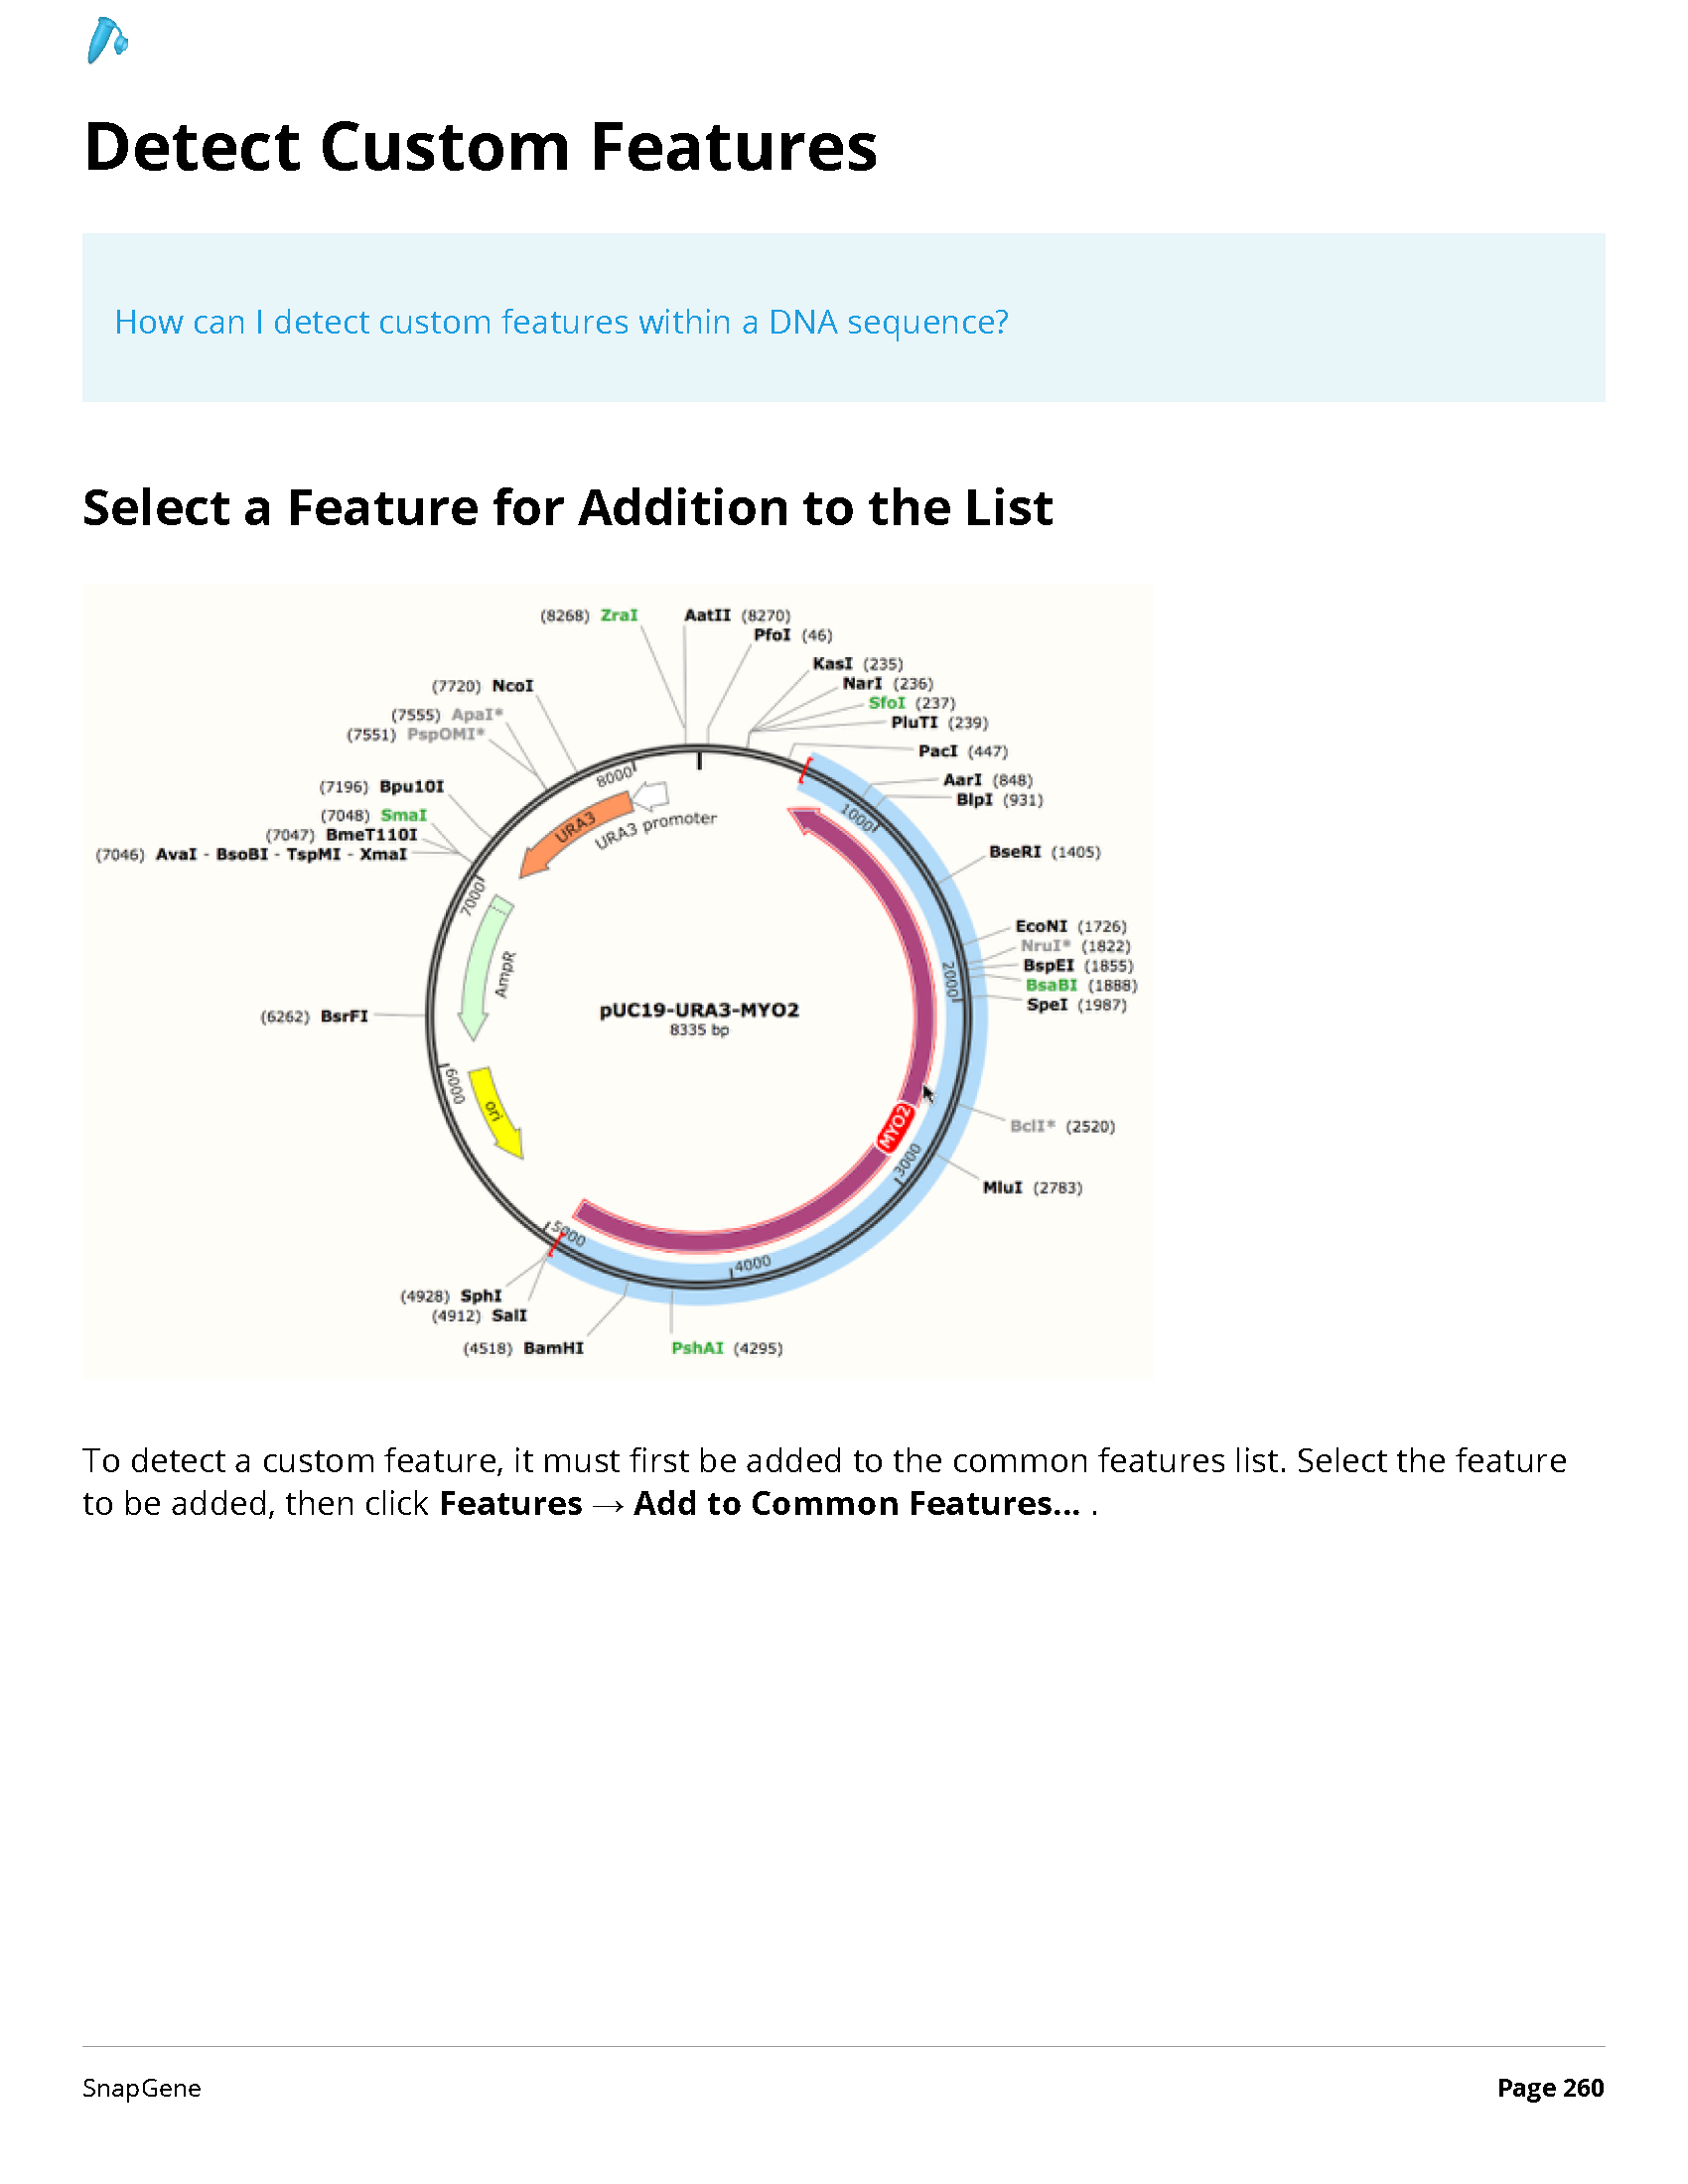 Detect Custom Features
How can I detect custom features within a DNA sequence?
Select a Feature for Addition to the List
(8268) ZraI
AatII (8270)
PfoI (46)
KasI (235)
NarI (236)
SfoI (237)
PluTI (239)
PacI (447)
AarI (848)
BlpI (931)
BseRI (1405)
EcoNI (1726)
NruI* (1822)
BspEI (1855)
BsaBI (1888)
SpeI (1987)
BclI* (2520)
MluI (2783)
PshAI (4295)
(4518) BamHI
(4912) SalI
(4928) SphI
(6262) BsrFI
(7046) AvaI - BsoBI - TspMI - XmaI
(7047) BmeT110I
(7048) SmaI
(7196) Bpu10I
(7551) PspOMI*
(7555) ApaI*
(7720) NcoI
1000
2000
3000
4000
5000
6000
7000
8000
URA3
URA3 promoter
AmpR
ori
MYO2
pUC19-URA3-MYO2
8335 bp
To detect a custom feature, it must first be added to the common features list. Select the feature
to be added, then click Features → Add to Common Features... .
SnapGene
Page 260